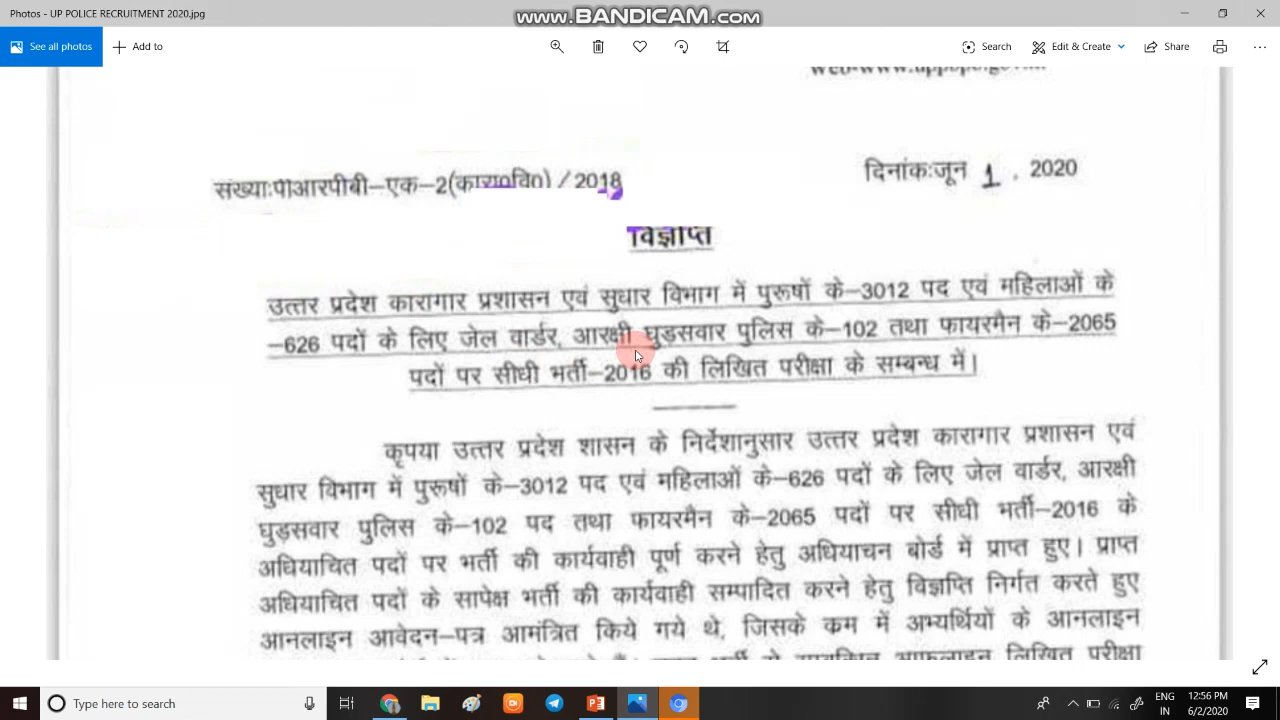 Photos - UP POLICE RECRUITMENT 2020.jpg
www.BANDICAM.com
See all photos
Add to
Search
Edit & Create
Share
संख्या:पीआरपीबी-एक-2(का0वि0) / 2018
दिनांक:जून 1 , 2020
विज्ञप्ति
उत्तर प्रदेश कारागार प्रशासन एवं सुधार विभाग में पुरूषों के-3012 पद एवं महिलाओं के
-626 पदों के लिए जेल वार्डर, आरक्षी घुड़सवार पुलिस के-102 तथा फायरमैन के-2065
पदों पर सीधी भर्ती-2016 की लिखित परीक्षा के सम्बन्ध में।
कृपया उत्तर प्रदेश शासन के निर्देशानुसार उत्तर प्रदेश कारागार प्रशासन एवं
सुधार विभाग में पुरूषों के-3012 पद एवं महिलाओं के-626 पदों के लिए जेल वार्डर, आरक्षी
घुड़सवार पुलिस के-102 पद तथा फायरमैन के-2065 पदों पर सीधी भर्ती-2016 के
अधियाचित पदों पर भर्ती की कार्यवाही पूर्ण करने हेतु अधियाचन बोर्ड में प्राप्त हुए। प्राप्त
अधियाचित पदों के सापेक्ष भर्ती की कार्यवाही सम्पादित करने हेतु विज्ञप्ति निर्गत करते हुए
आनलाइन आवेदन-पत्र आमंत्रित किये गये थे, जिसके कम में अभ्यर्थियों के आनलाइन
आफलाइन लिखित परीक्षा
Type here to search
ENG
IN
12:56 PM
6/2/2020